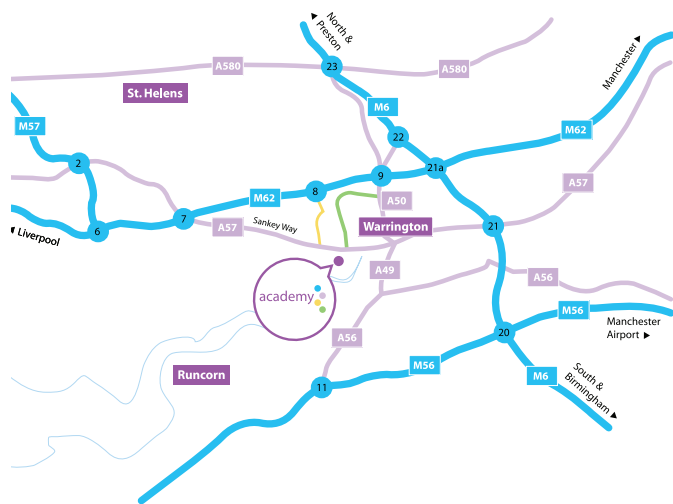 North &
Preston
A580
23
A580
Manchester
St. Helens
M6
M57
22
M62
2
21a
9
8
M62
A50
A57
7
Sankey Way
A57
Warrington
21
6
Liverpool
A49
A56
academy
M56
20
Manchester
Airport
A56
M56
Runcorn
11
M6
South &
Birmingham